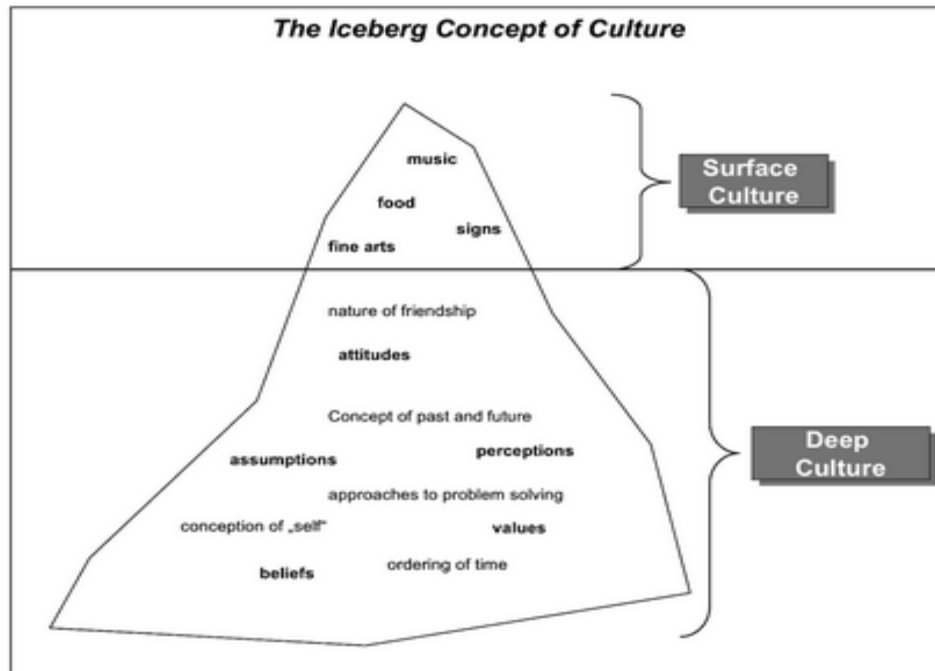 The Iceberg Concept of Culture
music
food
signs
fine arts
Surface
Culture
nature of friendship
attitudes
Concept of past and future
assumptions
perceptions
approaches to problem solving
conception of „self“
values
ordering of time
beliefs
Deep
Culture